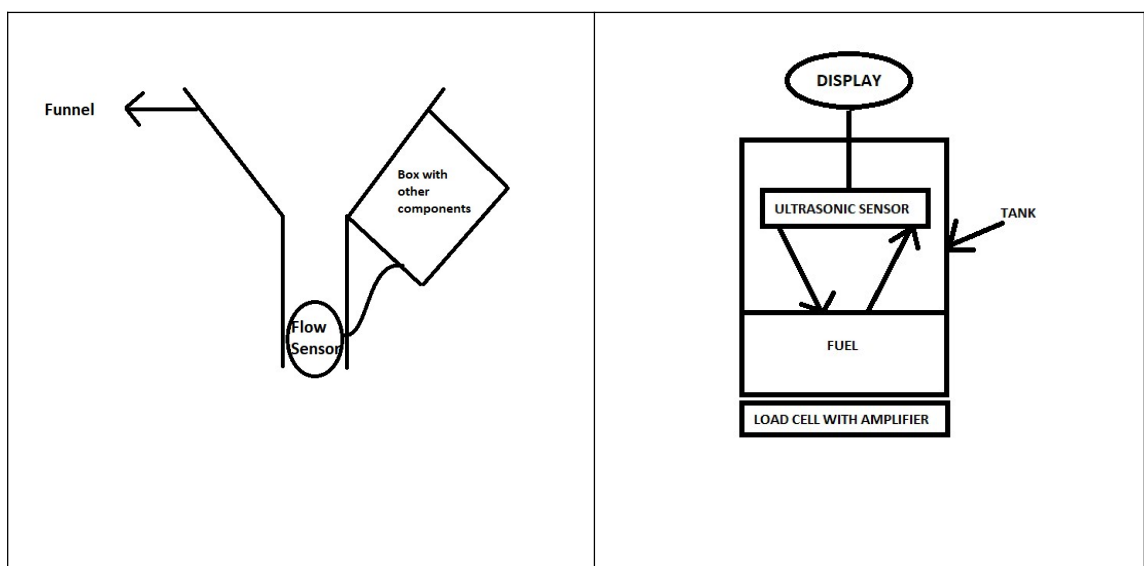 Funnel
Box with
other
components
Flow
Sensor
DISPLAY
ULTRASONIC SENSOR
TANK
FUEL
LOAD CELL WITH AMPLIFIER